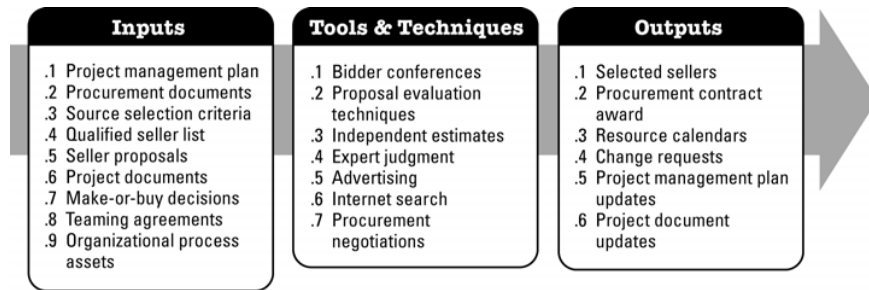 Inputs
.1 Project management plan
.2 Procurement documents
.3 Source selection criteria
.4 Qualified seller list
.5 Seller proposals
.6 Project documents
.7 Make-or-buy decisions
.8 Teaming agreements
.9 Organizational process
assets
Tools & Techniques
.1 Bidder conferences
.2 Proposal evaluation
techniques
.3 Independent estimates
.4 Expert judgment
.5 Advertising
.6 Internet search
.7 Procurement
negotiations
Outputs
.1 Selected sellers
.2 Procurement contract
award
.3 Resource calendars
.4 Change requests
.5 Project management plan
updates
.6 Project document
updates